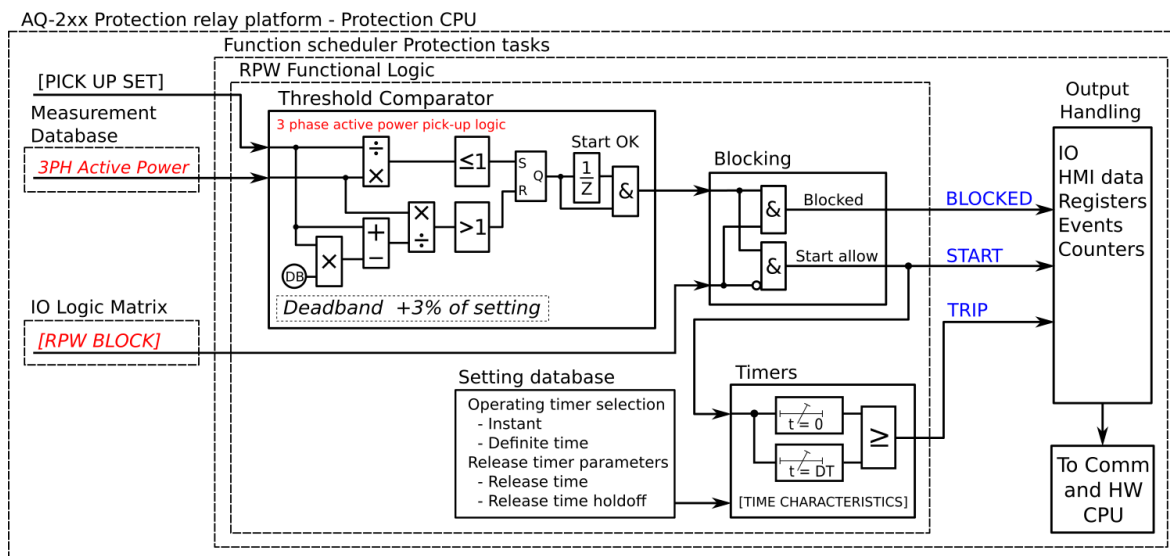 AQ-2xx Protection relay platform - Protection CPU
Function scheduler Protection tasks
RPW Functional Logic
[PICK UP SET]
Measurement
Database
3PH Active Power
Threshold Comparator
3 phase active power pick-up logic
÷
×
≤1
S
Q
R
Start OK
1
Z
&
×
÷
>1
+
−
DB
×
Deadband +3% of setting
Blocking
&
Blocked
&
Start allow
BLOCKED
START
TRIP
Output
Handling
IO
HMI data
Registers
Events
Counters
IO Logic Matrix
[RPW BLOCK]
Setting database
Operating timer selection
- Instant
- Definite time
Release timer parameters
- Release time
- Release time holdoff
Timers
t = 0
t = DT
≥
[TIME CHARACTERISTICS]
To Comm
and HW
CPU